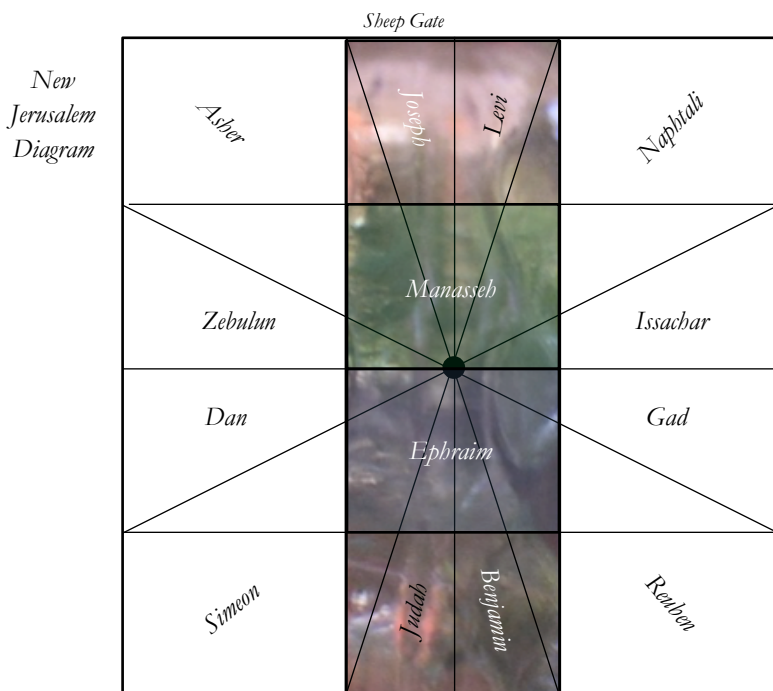 Sheep Gate
New
Jerusalem
Diagram
Asher
Joseph
Levi
Naphtali
Manasseh
Zebulun
Issachar
Dan
Gad
Ephraim
Simeon
Judah
Benjamin
Reuben